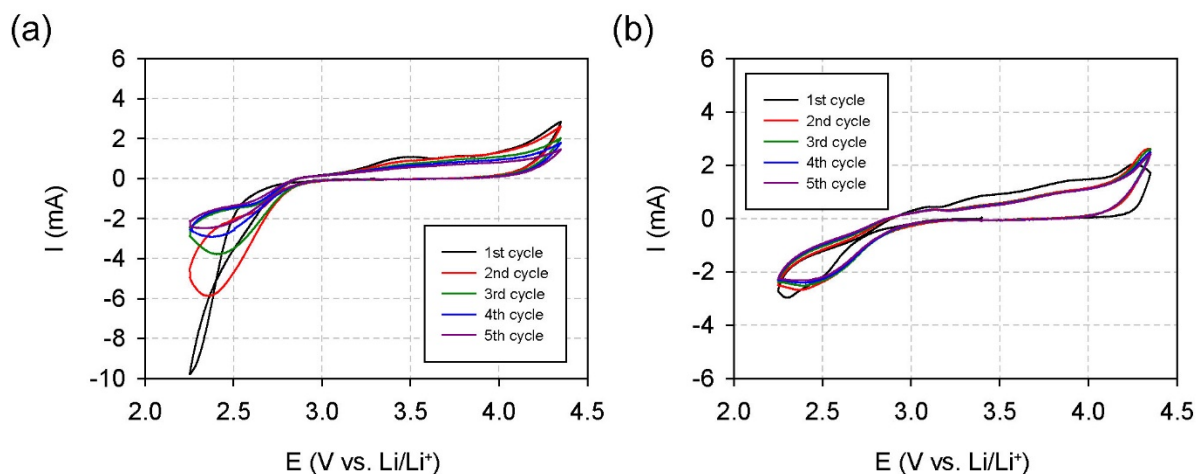 (a)
6
4
2
0
-2
-4
-6
-8
-10
I (mA)
1st cycle
2nd cycle
3rd cycle
4th cycle
5th cycle
2.0 2.5 3.0 3.5 4.0 4.5
E (V vs. Li/Li⁺)
(b)
6
4
2
0
-2
-4
-6
I (mA)
1st cycle
2nd cycle
3rd cycle
4th cycle
5th cycle
2.0 2.5 3.0 3.5 4.0 4.5
E (V vs. Li/Li⁺)